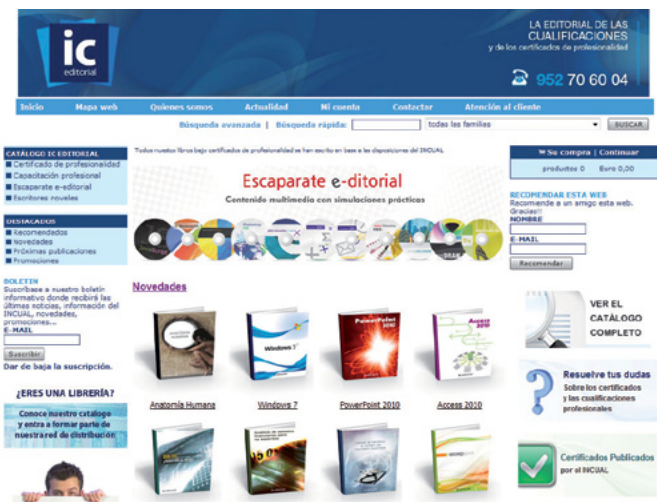 LA EDITORIAL DE LAS
CUALIFICACIONES
y de los certificados de profesionalidad
ic
editorial
952 70 60 04
Inicio Mapa web Quienes somos Actualidad Mi cuenta Contactar Atención al cliente
Búsqueda avanzada | Búsqueda rápida: todas las familias BUSCAR
CATÁLOGO IC EDITORIAL
Certificado de profesionalidad
Capacitación profesional
Escaparate e-editorial
Escritores noveles
DESTACADOS
Recomendados
Novedades
Próximas publicaciones
Promociones
BOLETIN
Suscríbase a nuestro boletín
informativo donde recibirá las
últimas noticias, información del
INCUAL, novedades,
promociones...
E-MAIL
Suscribir
Dar de baja la suscripción.
¿ERES UNA LIBRERÍA?
Conoce nuestro catálogo
y entra a formar parte de
nuestra red de distribución
Todos nuestros libros bajo certificados de profesionalidad se han escrito en base a las disposiciones del INCUAL
Escaparate e-ditorial
Contenido multimedia con simulaciones prácticas
Novedades
Windows 7
PowerPoint
2010
Access
2010
Anatomía Humana Windows 7 PowerPoint 2010 Access 2010
Su compra | Continuar
productos 0 Euro 0,00
RECOMENDAR ESTA WEB
Recomiende a un amigo esta web.
Gracias!!
NOMBRE
E-MAIL
Recomendar
VER EL
CATÁLOGO
COMPLETO
Resuelve tus dudas
Sobre los certificados
y las cualificaciones
profesionales
Certificados Publicados
por el INCUAL